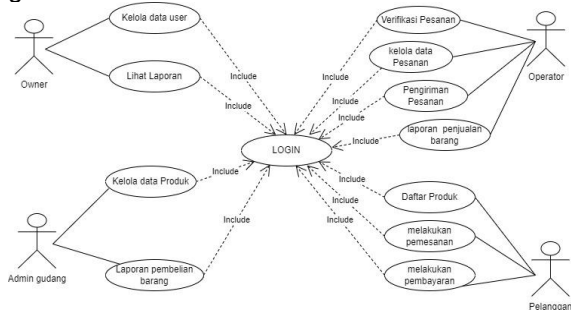 g
Kelola data user
Owner
Lihat Laporan
Include
Include
Verifikasi Pesanan
kelola data
Pesanan
Operator
Pengiriman
Pesanan
laporan penjualan
barang
Include
Include
Include
Include
LOGIN
Kelola data Produk
Include
Admin gudang
Laporan pembelian
barang
Include
Include
Include
Include
Daftar Produk
melakukan
pemesanan
melakukan
pembayaran
Pelanggan